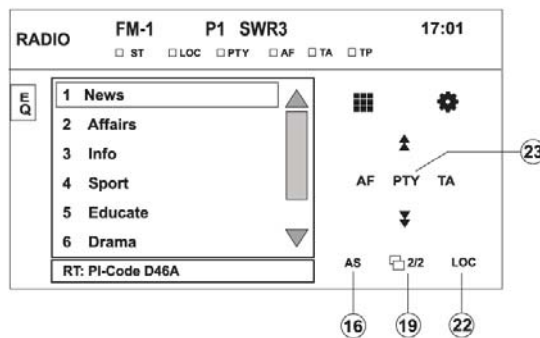 RADIO FM-1 P1 SWR3 17:01
ST LOC PTY AF TA TP
EQ
1 News
2 Affairs
3 Info
4 Sport
5 Educate
6 Drama
RT: PI-Code D46A
AF PTY TA
AS 2/2 LOC
23
16 19 22